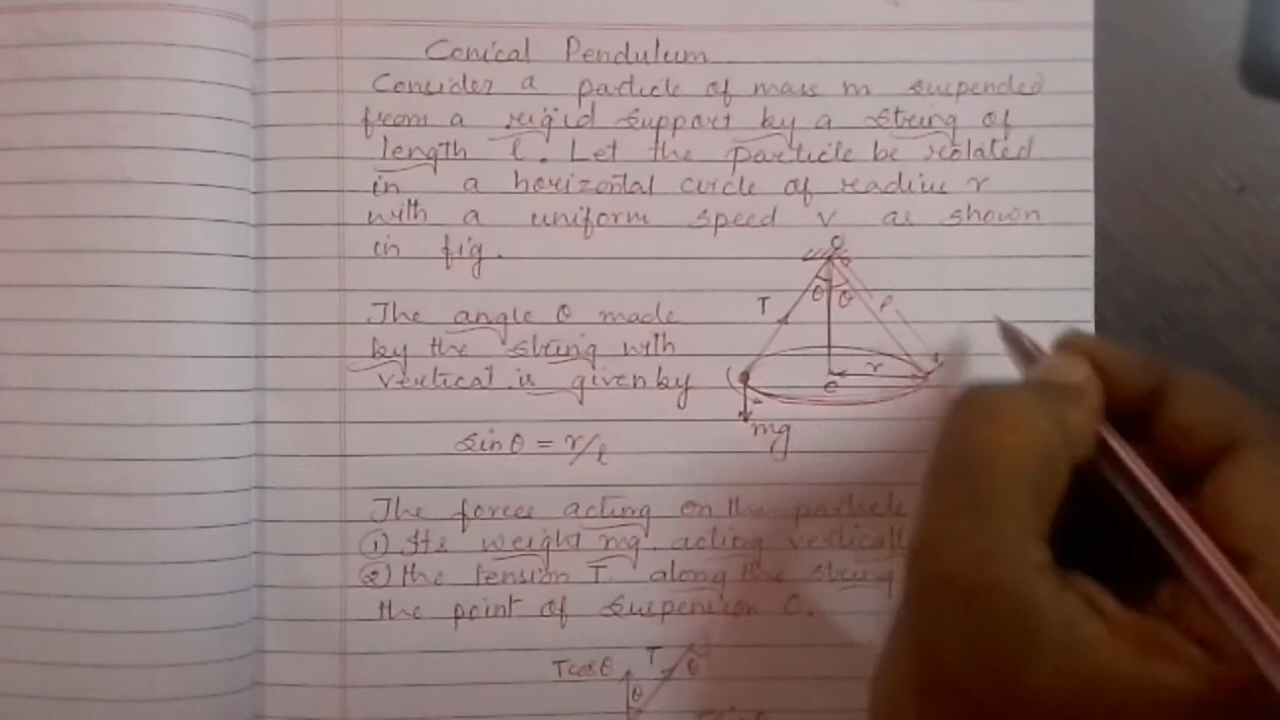 Conical Pendulum
Consider a particle of mass m suspended
from a rigid support by a string of
length l. Let the particle be rotated
in a horizontal circle of radius r
with a uniform speed v as shown
in fig.
O
θ θ
T
l
The angle θ made
by the string with
vertical is given by
r
C
mg
sinθ = r/l
The forces acting on the particle
① Its weight mg acting
② The tension T along the string
the point of suspension O.
Tcosθ T θ
θ